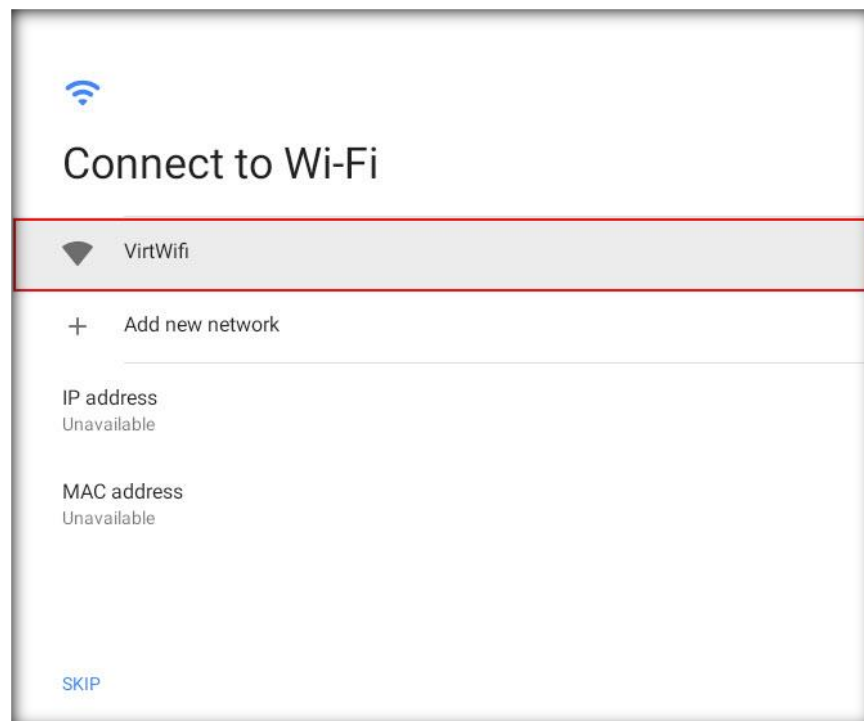 Connect to Wi-Fi
VirtWifi
Add new network
IP address
Unavailable
MAC address
Unavailable
SKIP